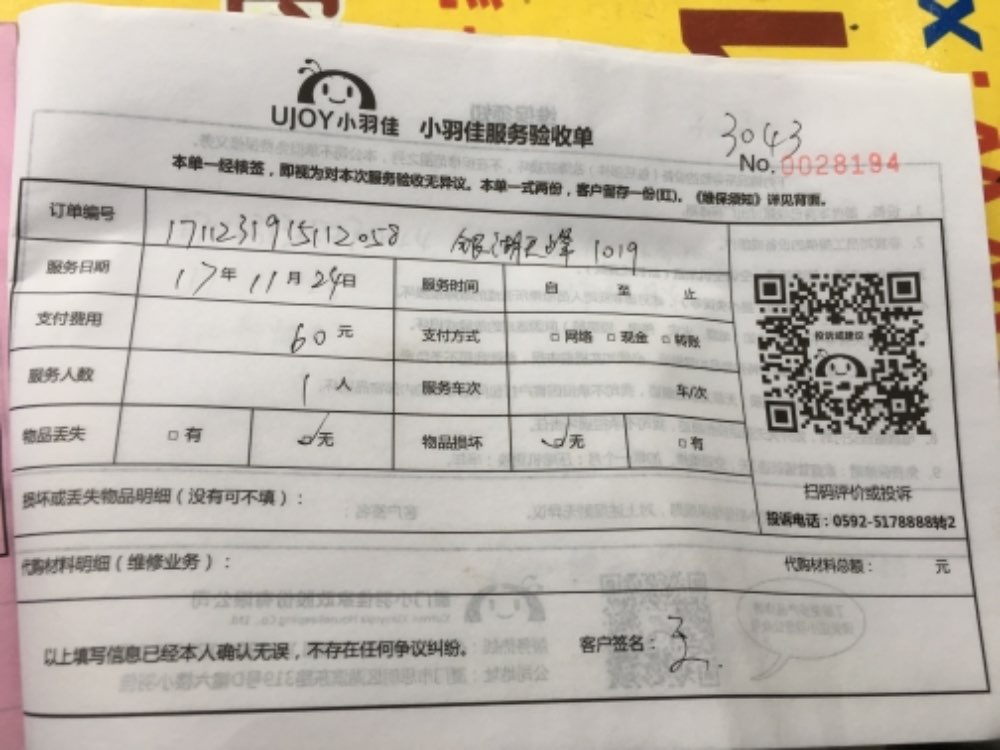 UJOY小羽佳 小羽佳服务验收单
3043
No. 0028194
本单一经核签，即视为对本次服务验收无异议。本单一式两份，客户留存一份(红)。《维保须知》详见背面。
订单编号 1711231915112058 银湖天峰 1019
服务日期 17年 11月 24日 服务时间 自 至 止
支付费用 60元 支付方式 □网络 □现金 □转账
服务人数 1人 服务车次 车/次
物品丢失 □有 ☑无 物品损坏 ☑无 □有
投诉或建议
扫码评价或投诉
投诉电话：0592-5178888转2
损坏或丢失物品明细（没有可不填）：
代购材料明细（维修业务）： 代购材料总额： 元
以上填写信息已经本人确认无误，不存在任何争议纠纷。 客户签名：